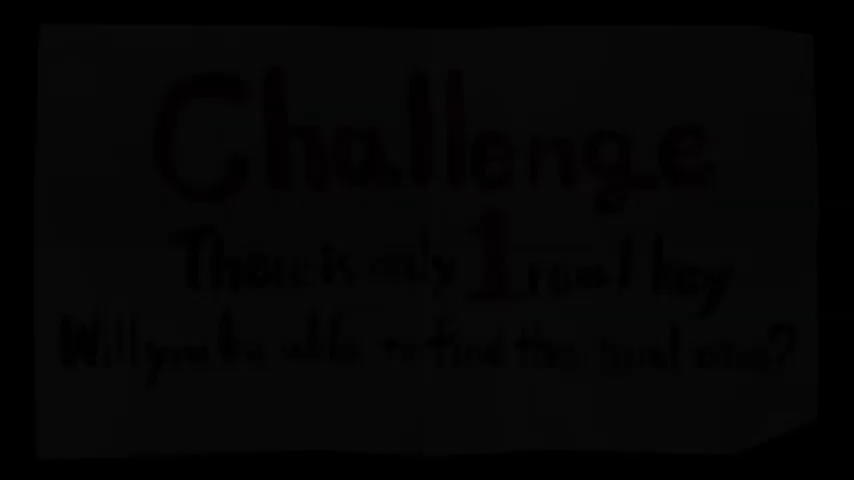 Challenge
There is only 1 real key
Will you be able to find the real one?